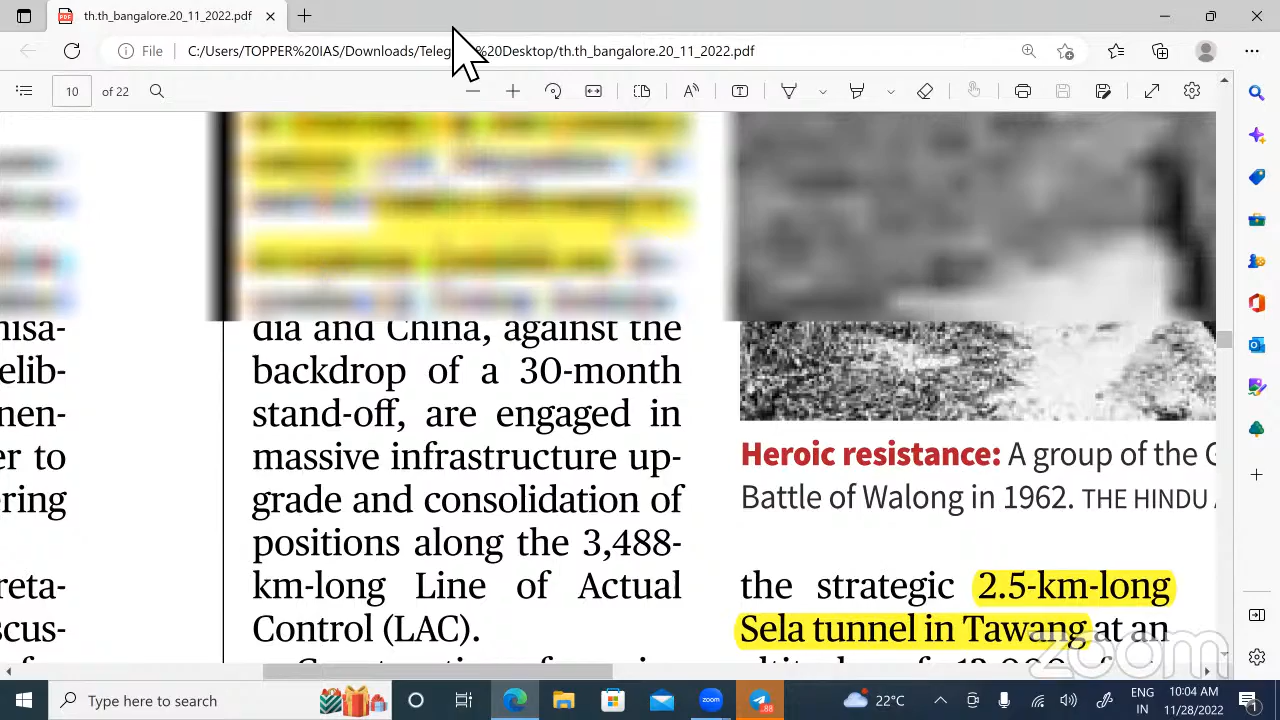 th.th_bangalore.20_11_2022.pdf
File
C:/Users/TOPPER%20IAS/Downloads/Teleg
%20Desktop/th.th_bangalore.20_11_2022.pdf
10 of 22
nisa-
elib-
nen-
er to
ering
reta-
scus-
dia and China, against the
backdrop of a 30-month
stand-off, are engaged in
massive infrastructure up-
grade and consolidation of
positions along the 3,488-
km-long Line of Actual
Control (LAC).
Heroic resistance: A group of the G
Battle of Walong in 1962. THE HINDU
the strategic 2.5-km-long
Sela tunnel in Tawang at an
zoom
Type here to search
88
22°C
ENG
IN
10:04 AM
11/28/2022
1